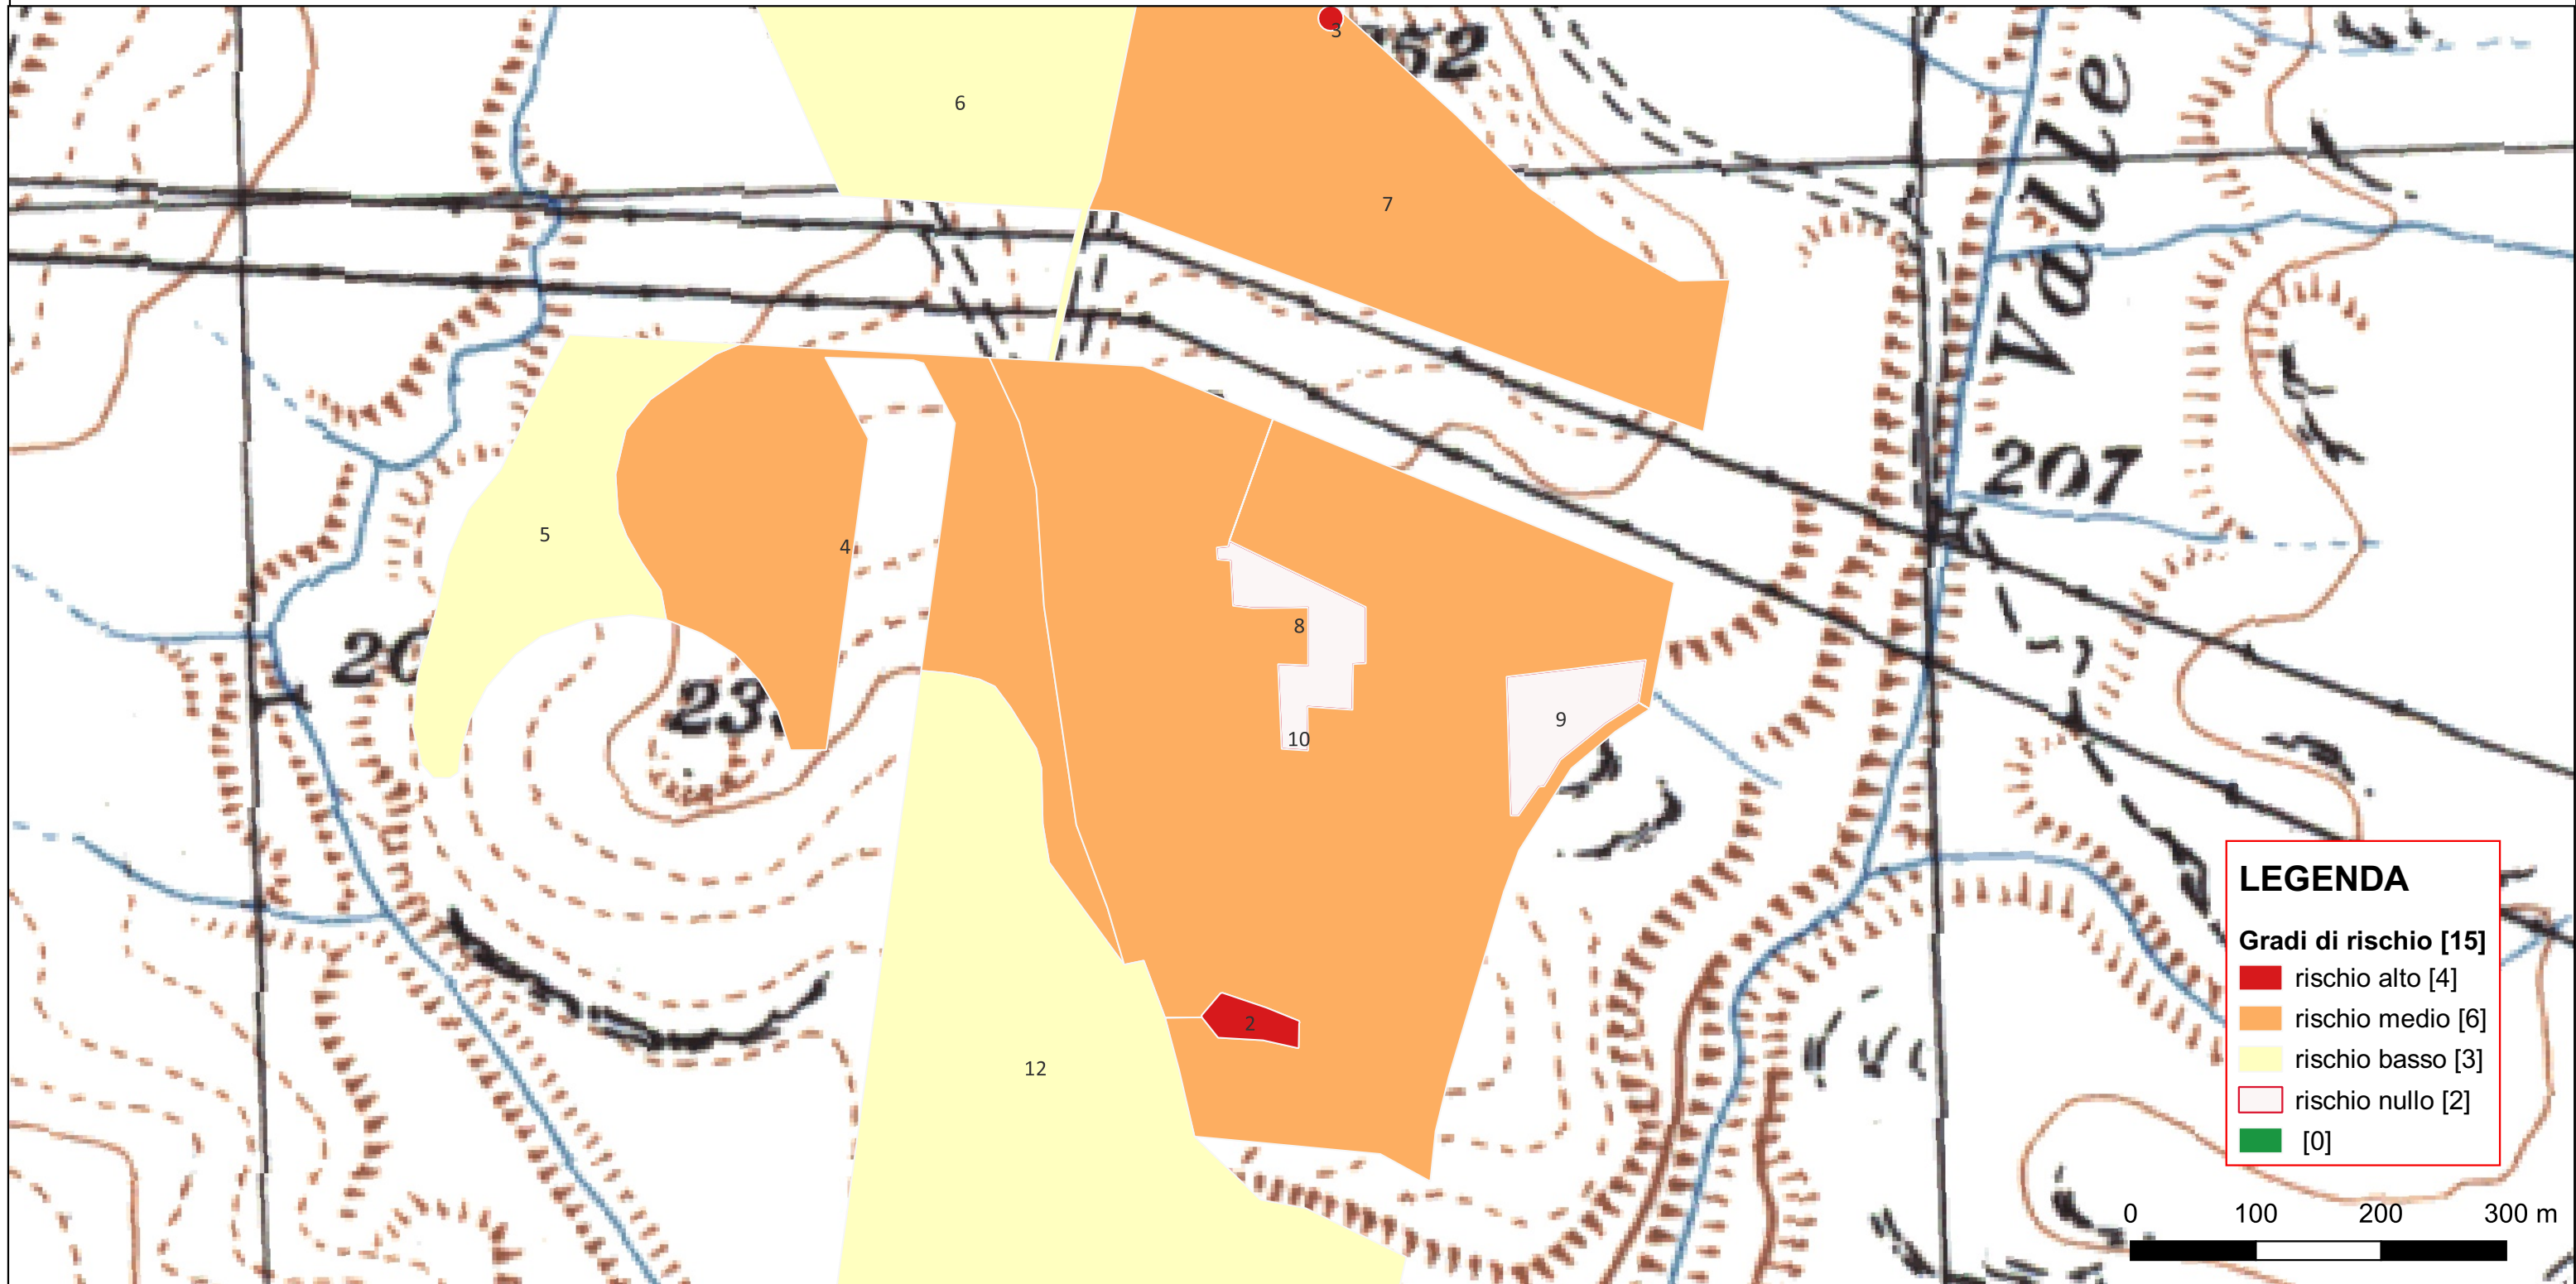 3
6
7
Valle
207
5
4
8
23
9
10
2
12
LEGENDA
Gradi di rischio [15]
rischio alto [4]
rischio medio [6]
rischio basso [3]
rischio nullo [2]
[0]
0 100 200 300 m